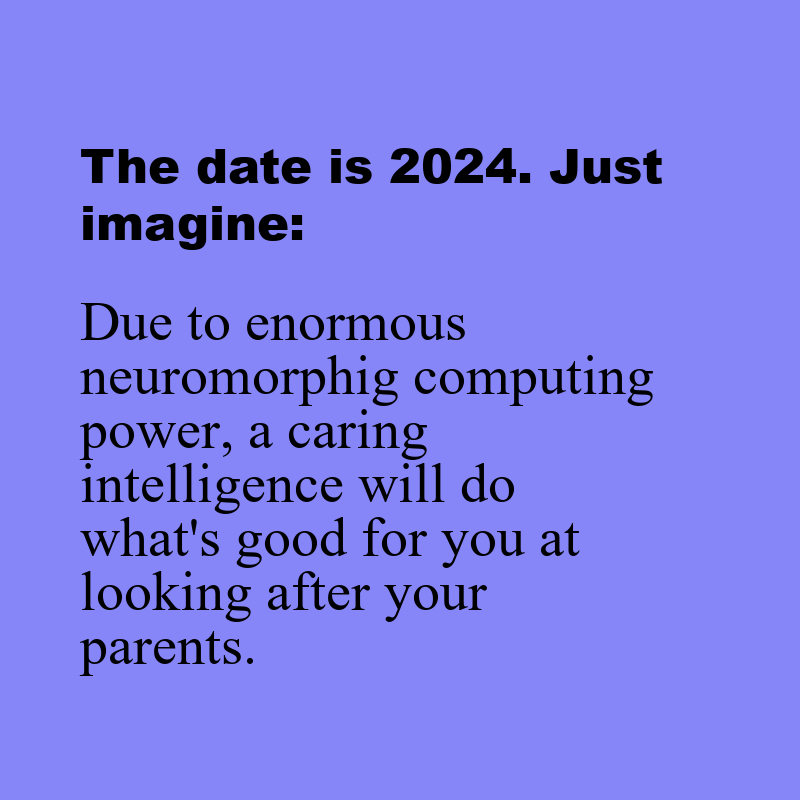 The date is 2024. Just
imagine:
Due to enormous
neuromorphig computing
power, a caring
intelligence will do
what's good for you at
looking after your
parents.